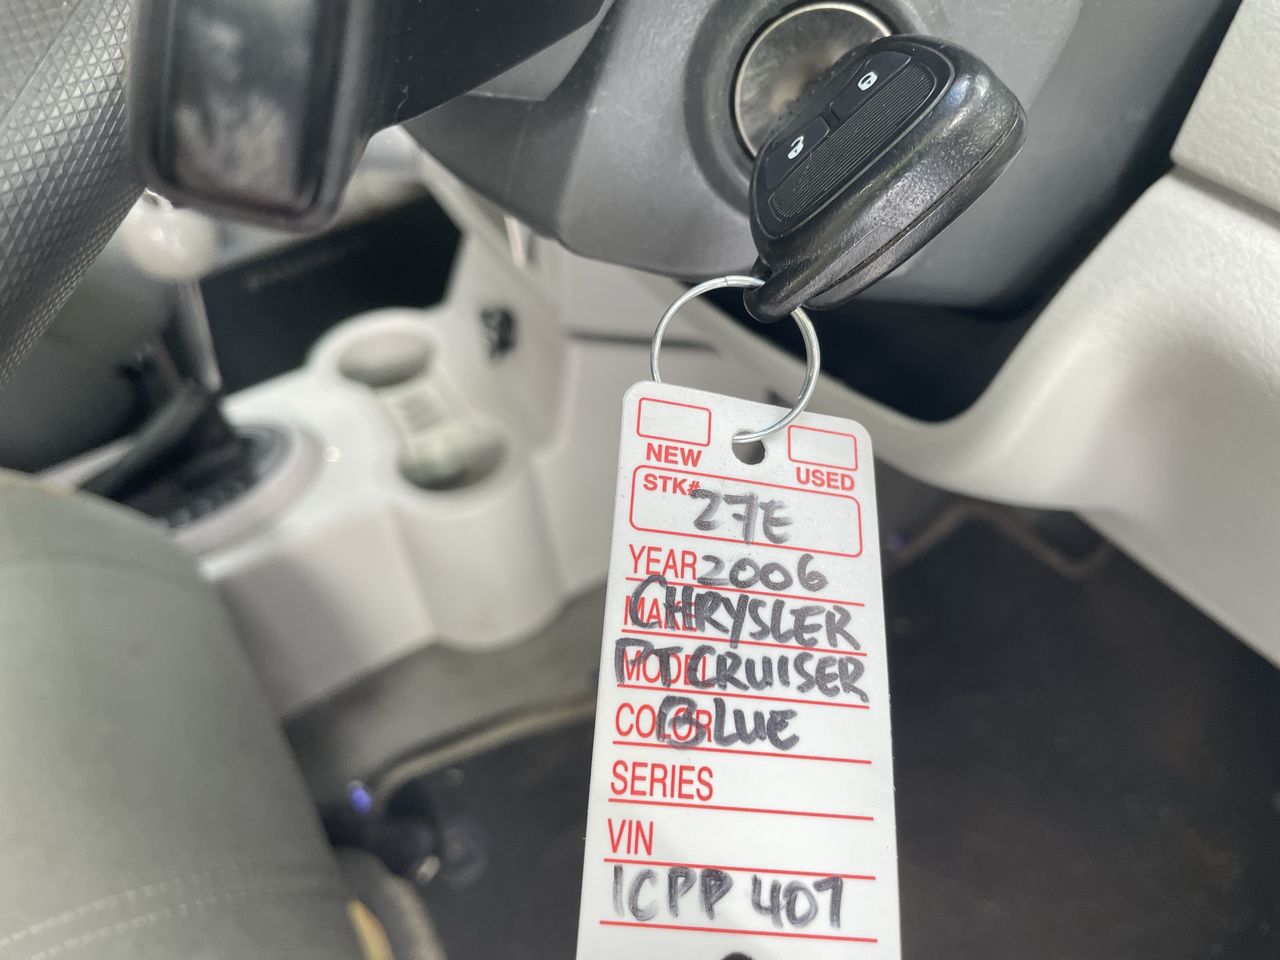 NEW
USED
STK# 27E
YEAR 2006
MAKE CHRYSLER
MODEL PT CRUISER
COLOR BLUE
SERIES
VIN
1CPP 407